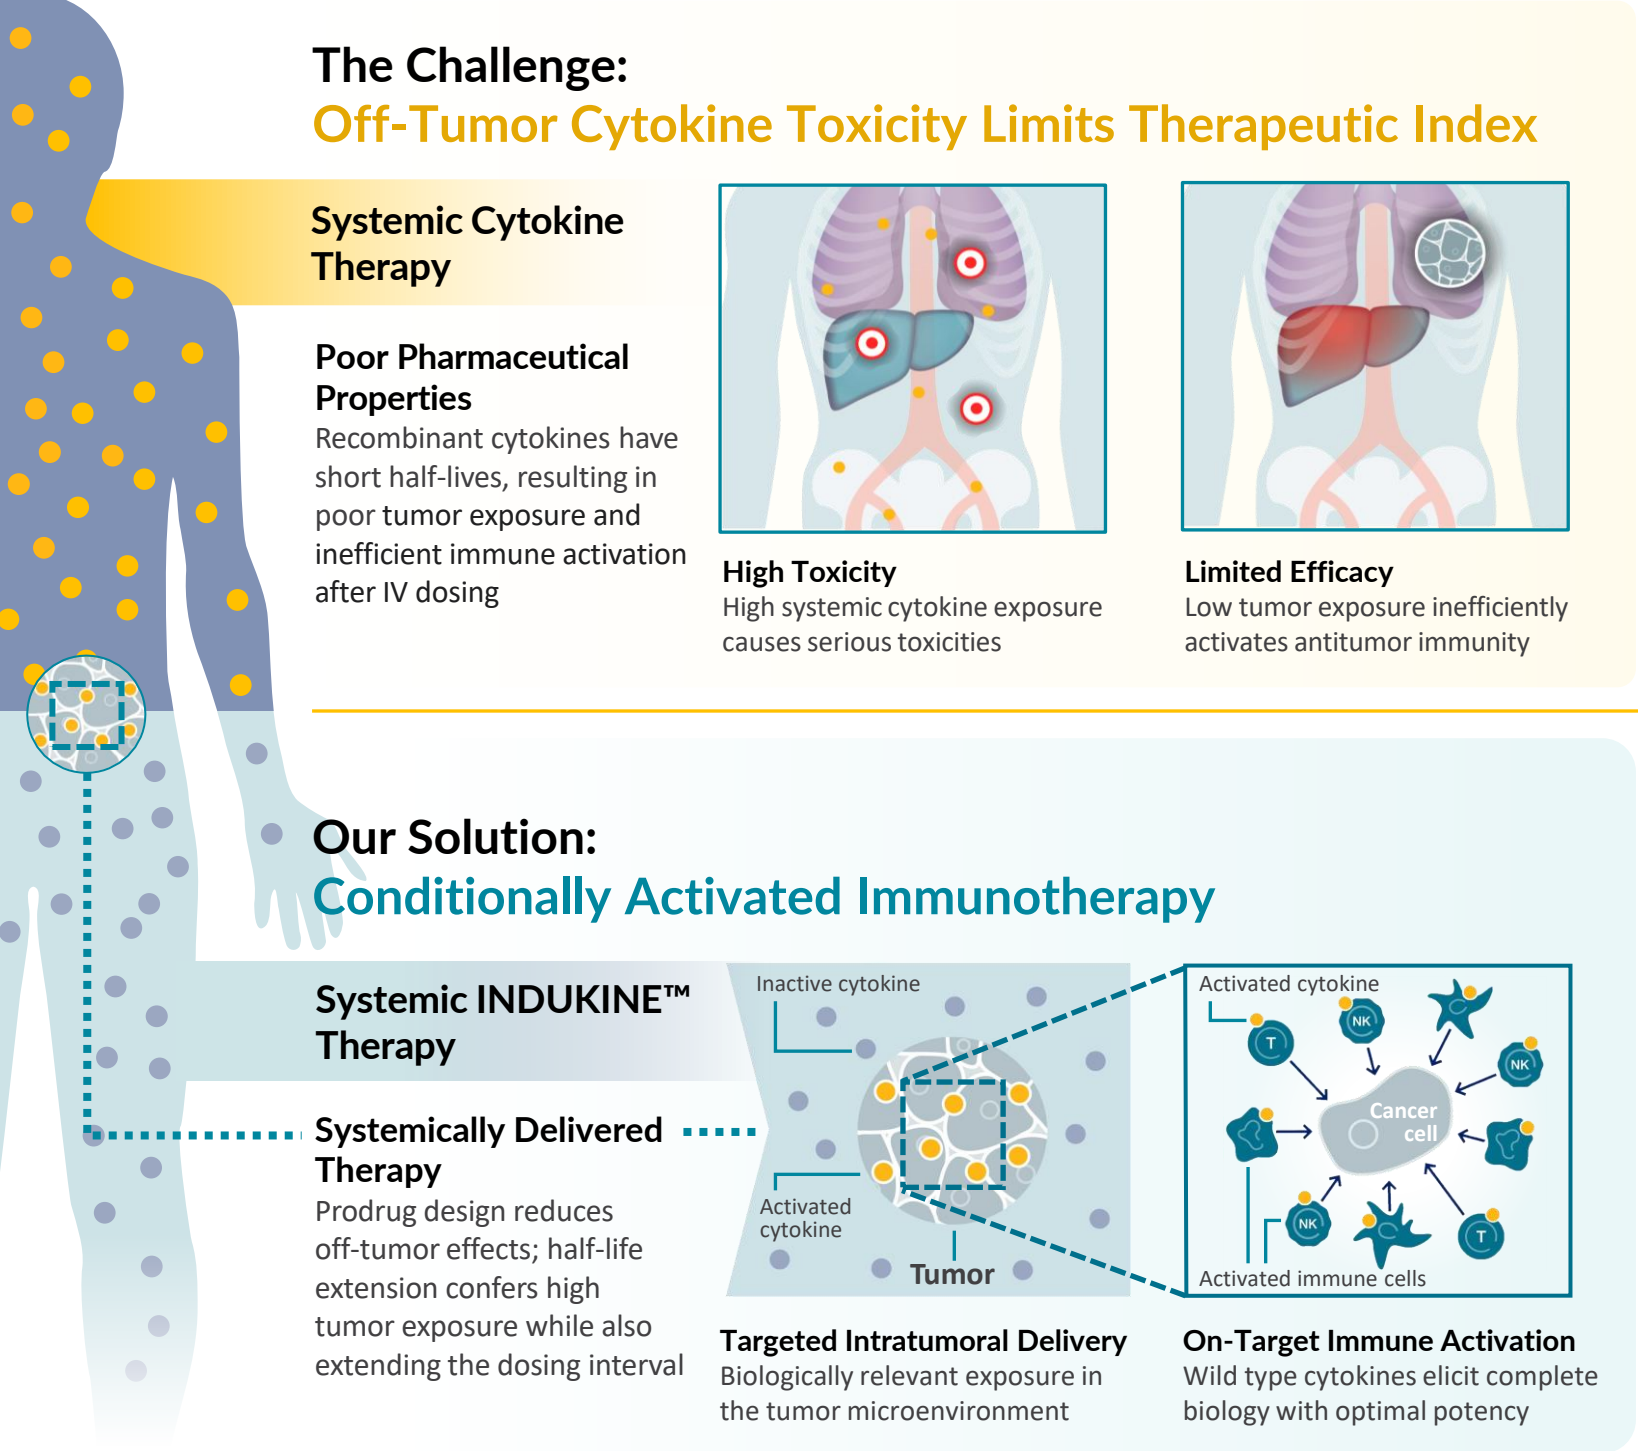 The Challenge:
Off-Tumor Cytokine Toxicity Limits Therapeutic Index
Systemic Cytokine
Therapy
Poor Pharmaceutical
Properties
Recombinant cytokines have
short half-lives, resulting in
poor tumor exposure and
inefficient immune activation
after IV dosing
High Toxicity
High systemic cytokine exposure
causes serious toxicities
Limited Efficacy
Low tumor exposure inefficiently
activates antitumor immunity
Our Solution:
Conditionally Activated Immunotherapy
Systemic INDUKINE™
Therapy
Systemically Delivered
Therapy
Prodrug design reduces
off-tumor effects; half-life
extension confers high
tumor exposure while also
extending the dosing interval
Inactive cytokine
Activated
cytokine
Tumor
Targeted Intratumoral Delivery
Biologically relevant exposure in
the tumor microenvironment
Activated cytokine
T
NK
NK
Cancer
cell
NK
T
Activated immune cells
On-Target Immune Activation
Wild type cytokines elicit complete
biology with optimal potency